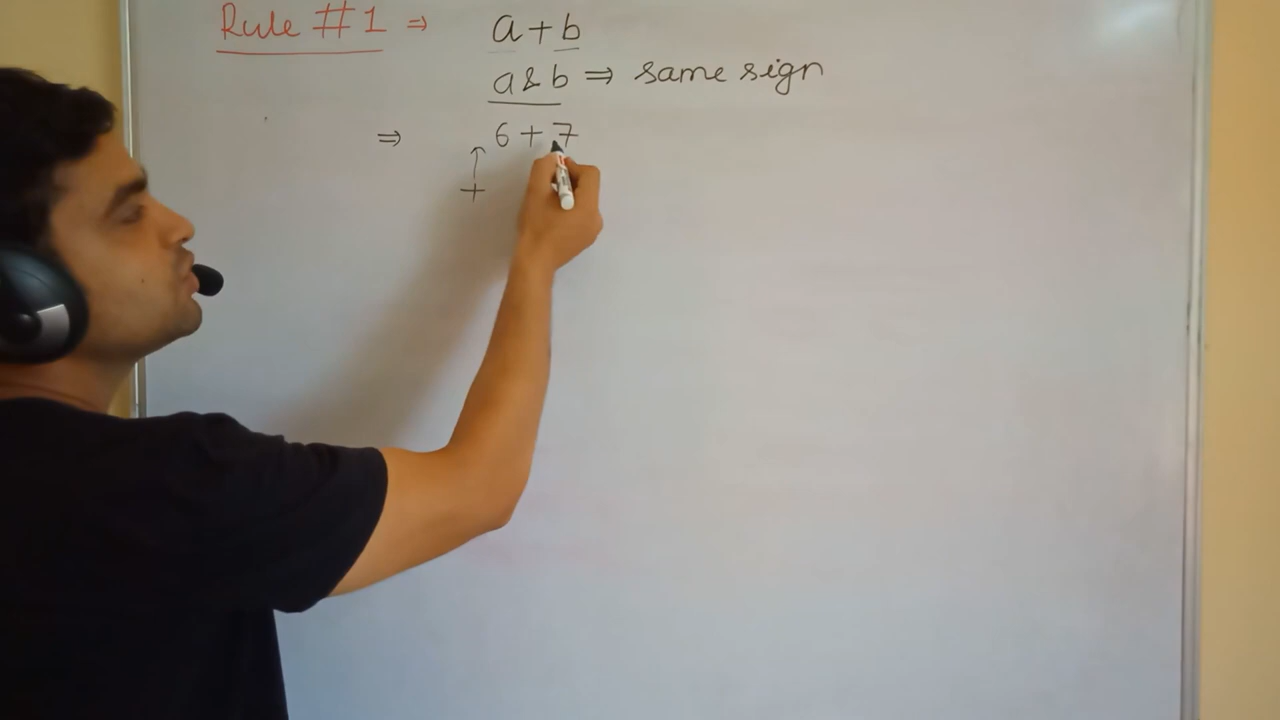 Rule #1 ⇒ a + b
a & b ⇒ same sign
⇒ 6 + 7
+